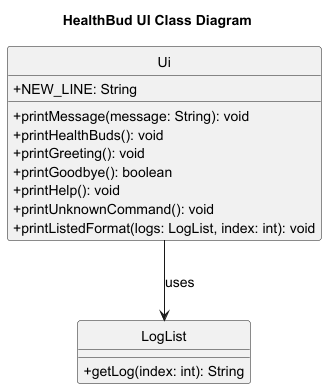 HealthBud UI Class Diagram
Ui
+NEW_LINE: String
+printMessage(message: String): void
+printHealthBuds(): void
+printGreeting(): void
+printGoodbye(): boolean
+printHelp(): void
+printUnknownCommand(): void
+printListedFormat(logs: LogList, index: int): void
uses
LogList
+getLog(index: int): String